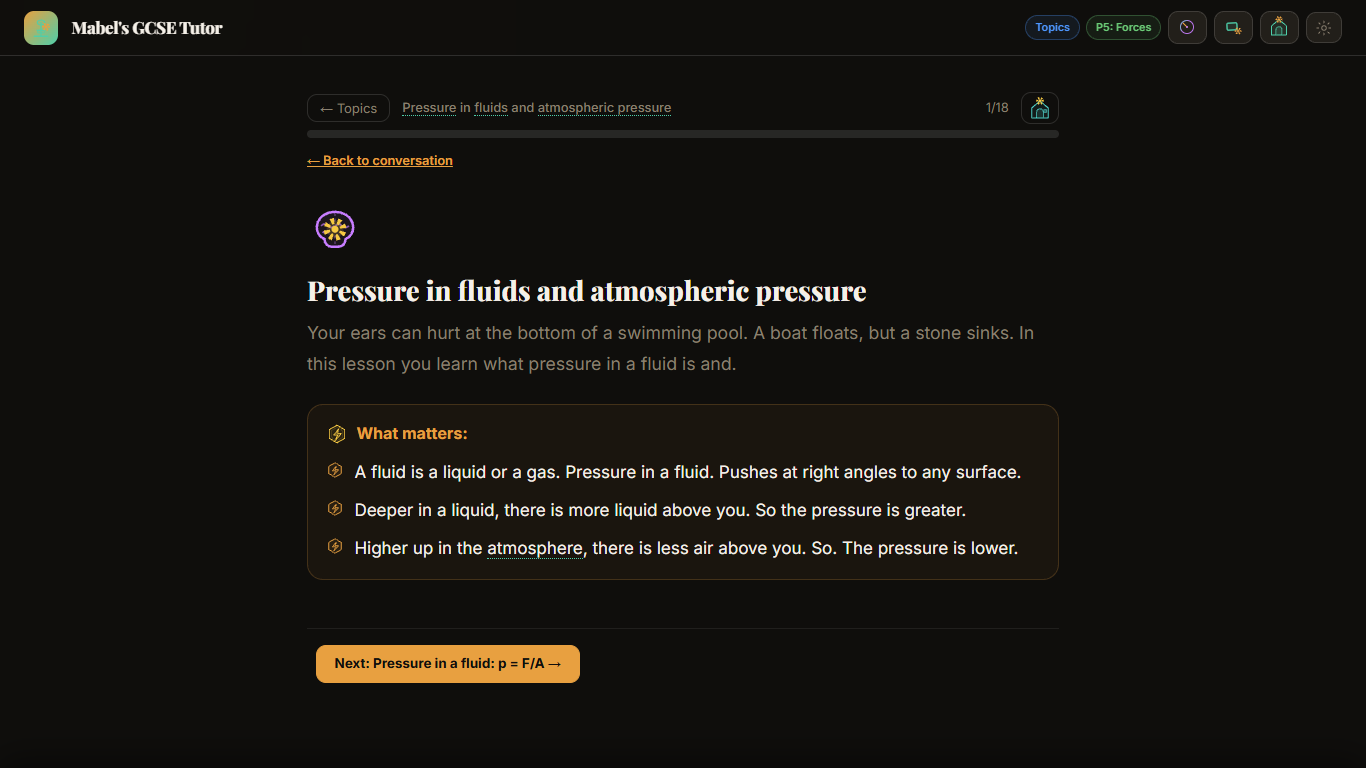 Mabel's GCSE Tutor
Topics
P5: Forces
← Topics
Pressure in fluids and atmospheric pressure
1/18
← Back to conversation
Pressure in fluids and atmospheric pressure
Your ears can hurt at the bottom of a swimming pool. A boat floats, but a stone sinks. In
this lesson you learn what pressure in a fluid is and.
What matters:
A fluid is a liquid or a gas. Pressure in a fluid. Pushes at right angles to any surface.
Deeper in a liquid, there is more liquid above you. So the pressure is greater.
Higher up in the atmosphere, there is less air above you. So. The pressure is lower.
Next: Pressure in a fluid: p = F/A →